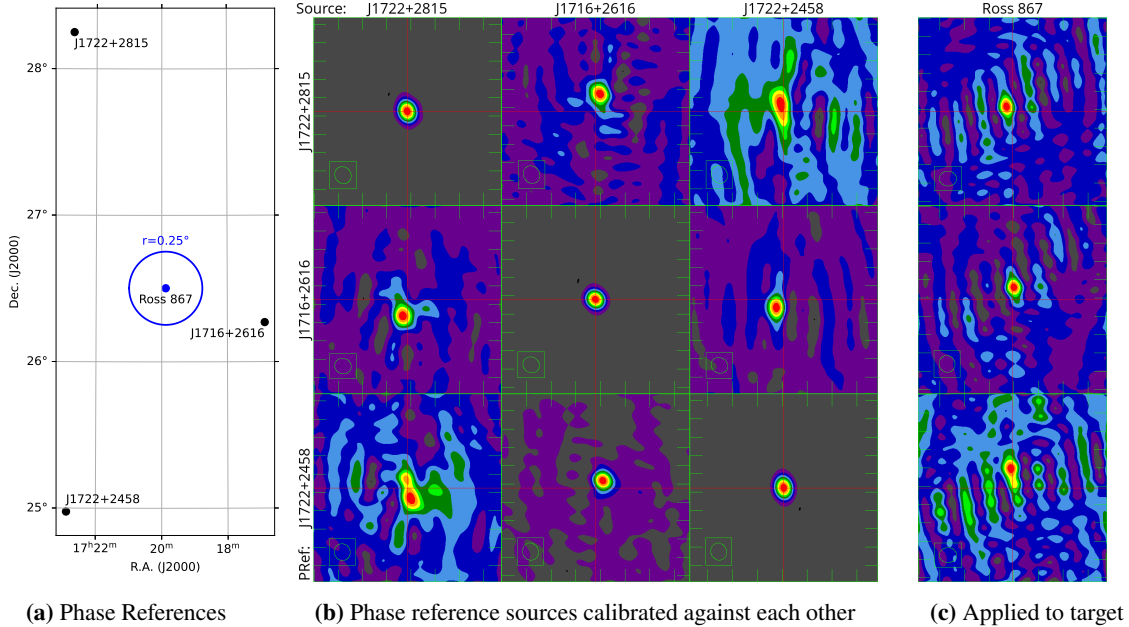 Source: J1722+2815 J1716+2616 J1722+2458 Ross 867
J1722+2815
28°
27°
r=0.25°
Ross 867
J1716+2616
26°
J1722+2458
25°
Dec. (J2000)
17ʰ22ᵐ 20ᵐ 18ᵐ
R.A. (J2000)
J1722+2815
J1716+2616
PRef: J1722+2458
(a) Phase References
(b) Phase reference sources calibrated against each other
(c) Applied to target